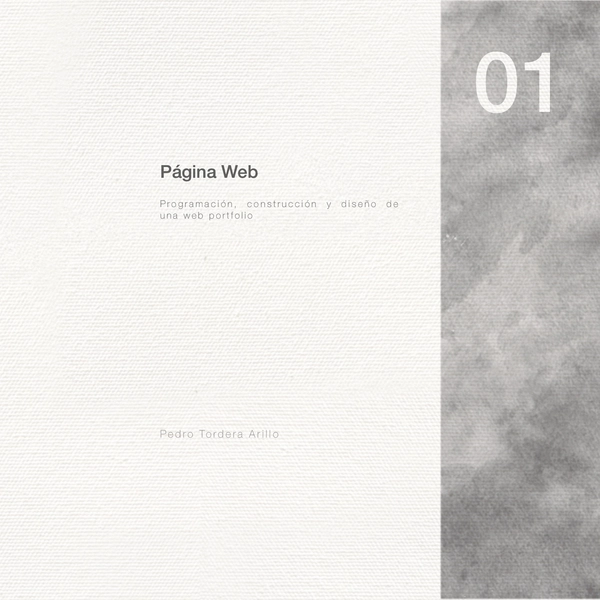 01
Página Web
Programación, construcción y diseño de
una web portfolio
Pedro Tordera Arillo